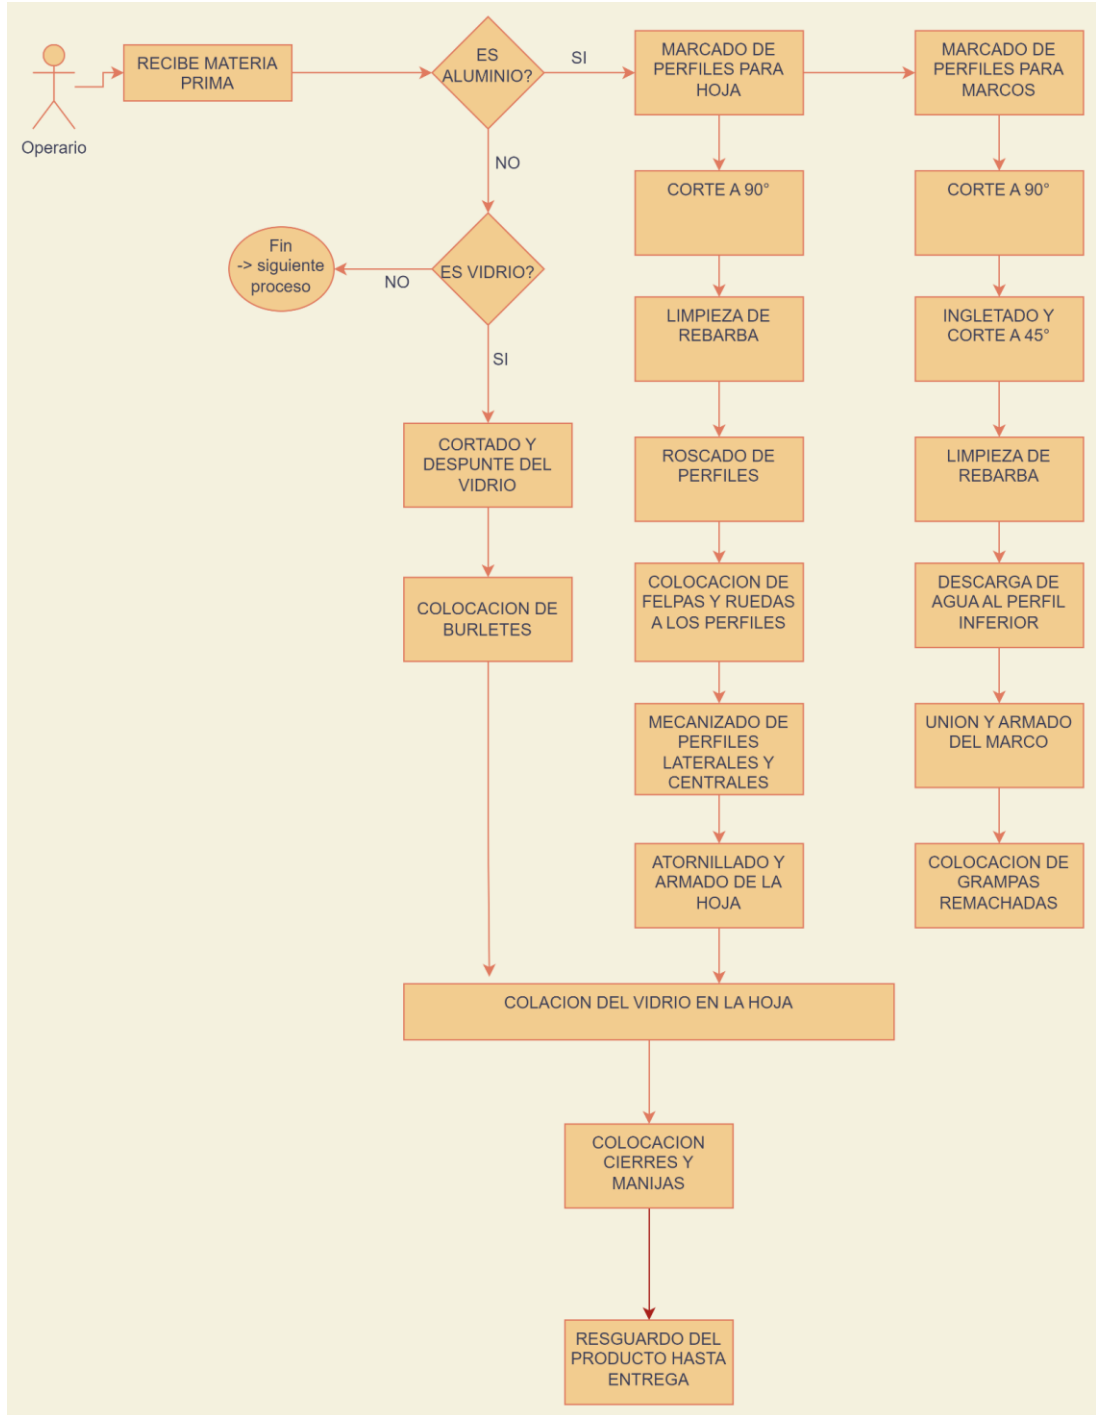 Operario
RECIBE MATERIA
PRIMA
ES
ALUMINIO?
SI
NO
ES VIDRIO?
NO
Fin
-> siguiente
proceso
SI
CORTADO Y
DESPUNTE DEL
VIDRIO
COLOCACION DE
BURLETES
MARCADO DE
PERFILES PARA
HOJA
CORTE A 90°
LIMPIEZA DE
REBARBA
ROSCADO DE
PERFILES
COLOCACION DE
FELPAS Y RUEDAS
A LOS PERFILES
MECANIZADO DE
PERFILES
LATERALES Y
CENTRALES
ATORNILLADO Y
ARMADO DE LA
HOJA
MARCADO DE
PERFILES PARA
MARCOS
CORTE A 90°
INGLETADO Y
CORTE A 45°
LIMPIEZA DE
REBARBA
DESCARGA DE
AGUA AL PERFIL
INFERIOR
UNION Y ARMADO
DEL MARCO
COLOCACION DE
GRAMPAS
REMACHADAS
COLACION DEL VIDRIO EN LA HOJA
COLOCACION
CIERRES Y
MANIJAS
RESGUARDO DEL
PRODUCTO HASTA
ENTREGA